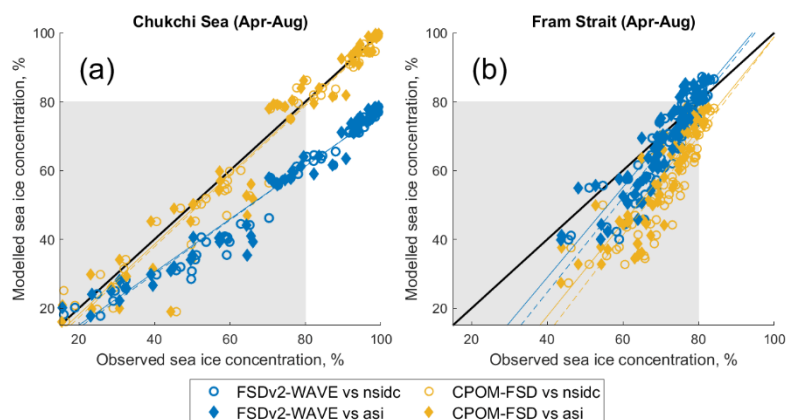 Chukchi Sea (Apr-Aug)
Fram Strait (Apr-Aug)
(a)
(b)
Modelled sea ice concentration, %
100
80
60
40
20
20
40
60
80
100
Observed sea ice concentration, %
Modelled sea ice concentration, %
100
80
60
40
20
20
40
60
80
100
Observed sea ice concentration, %
FSDv2-WAVE vs nsidc
CPOM-FSD vs nsidc
FSDv2-WAVE vs asi
CPOM-FSD vs asi